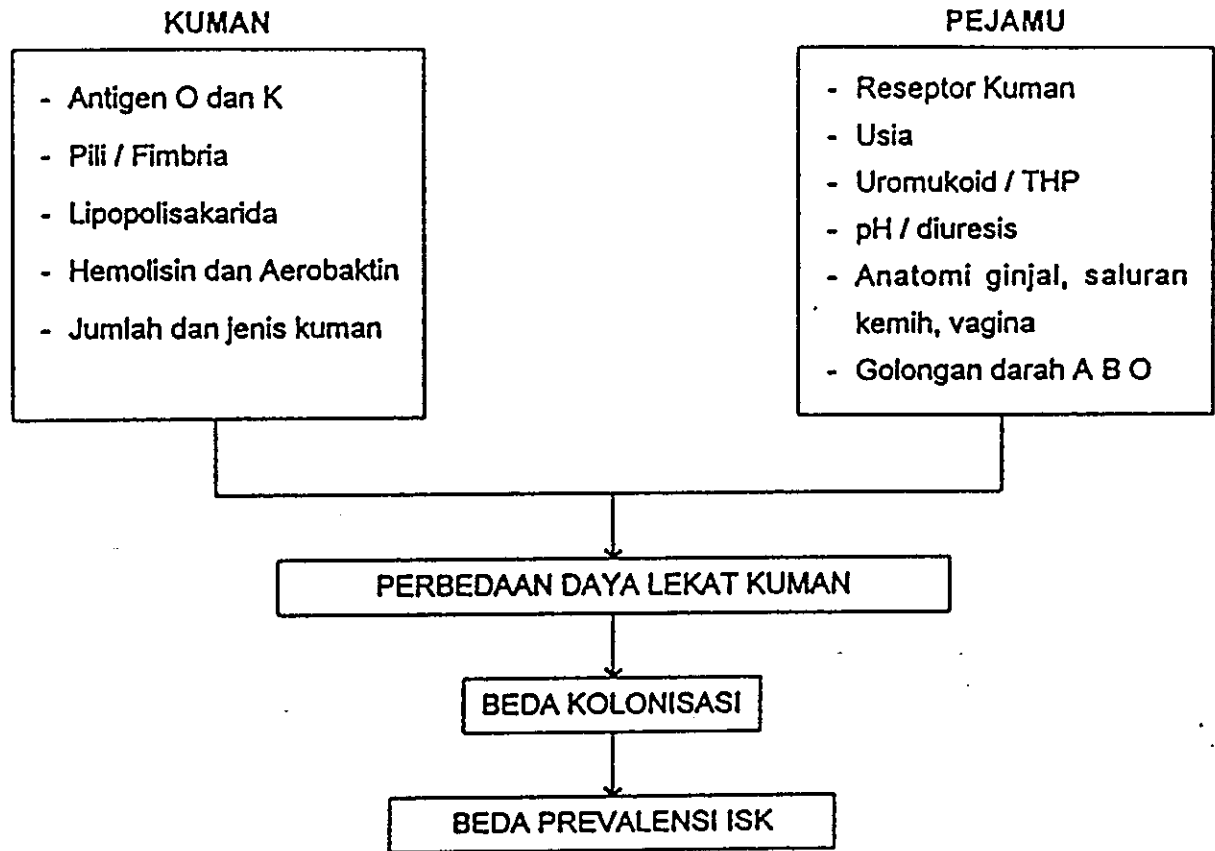 KUMAN
- Antigen O dan K
- Pili / Fimbria
- Lipopolisakarida
- Hemolisin dan Aerobaktin
- Jumlah dan jenis kuman
PEJAMU
- Reseptor Kuman
- Usia
- Uromukoid / THP
- pH / diuresis
- Anatomi ginjal, saluran
kemih, vagina
- Golongan darah A B O
PERBEDAAN DAYA LEKAT KUMAN
BEDA KOLONISASI
BEDA PREVALENSI ISK